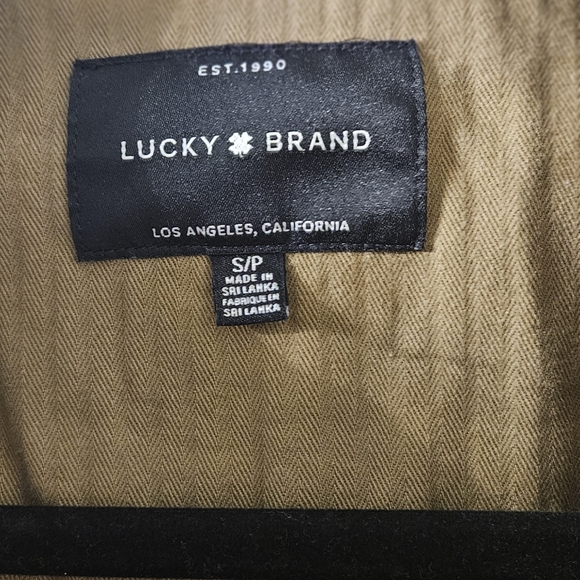 EST.1990
LUCKY BRAND
LOS ANGELES, CALIFORNIA
S/P
MADE IN
SRI LANKA
FABRIQUE EN
SRI LANKA